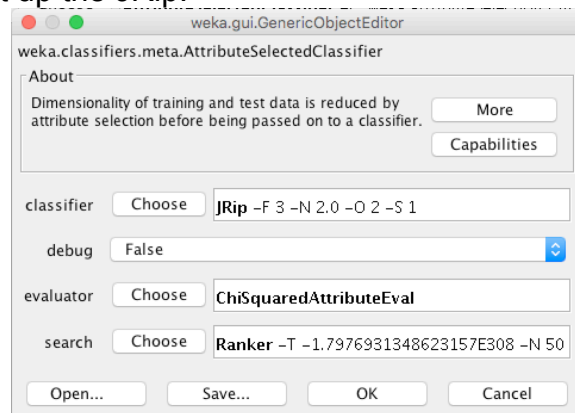 up the
weka.gui.GenericObjectEditor
weka.classifiers.meta.AttributeSelectedClassifier
About
Dimensionality of training and test data is reduced by
attribute selection before being passed on to a classifier.
More
Capabilities
classifier Choose JRip -F 3 -N 2.0 -O 2 -S 1
debug False
evaluator Choose ChiSquaredAttributeEval
search Choose Ranker -T -1.7976931348623157E308 -N 50
Open... Save... OK Cancel